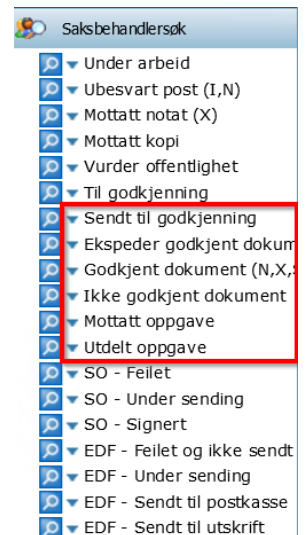 Saksbehandlersøk
Under arbeid
Ubesvart post (I,N)
Mottatt notat (X)
Mottatt kopi
Vurder offentlighet
Til godkjenning
Sendt til godkjenning
Ekspeder godkjent dokum
Godkjent dokument (N,X,
Ikke godkjent dokument
Mottatt oppgave
Utdelt oppgave
SO - Feilet
SO - Under sending
SO - Signert
EDF - Feilet og ikke sendt
EDF - Under sending
EDF - Sendt til postkasse
EDF - Sendt til utskrift